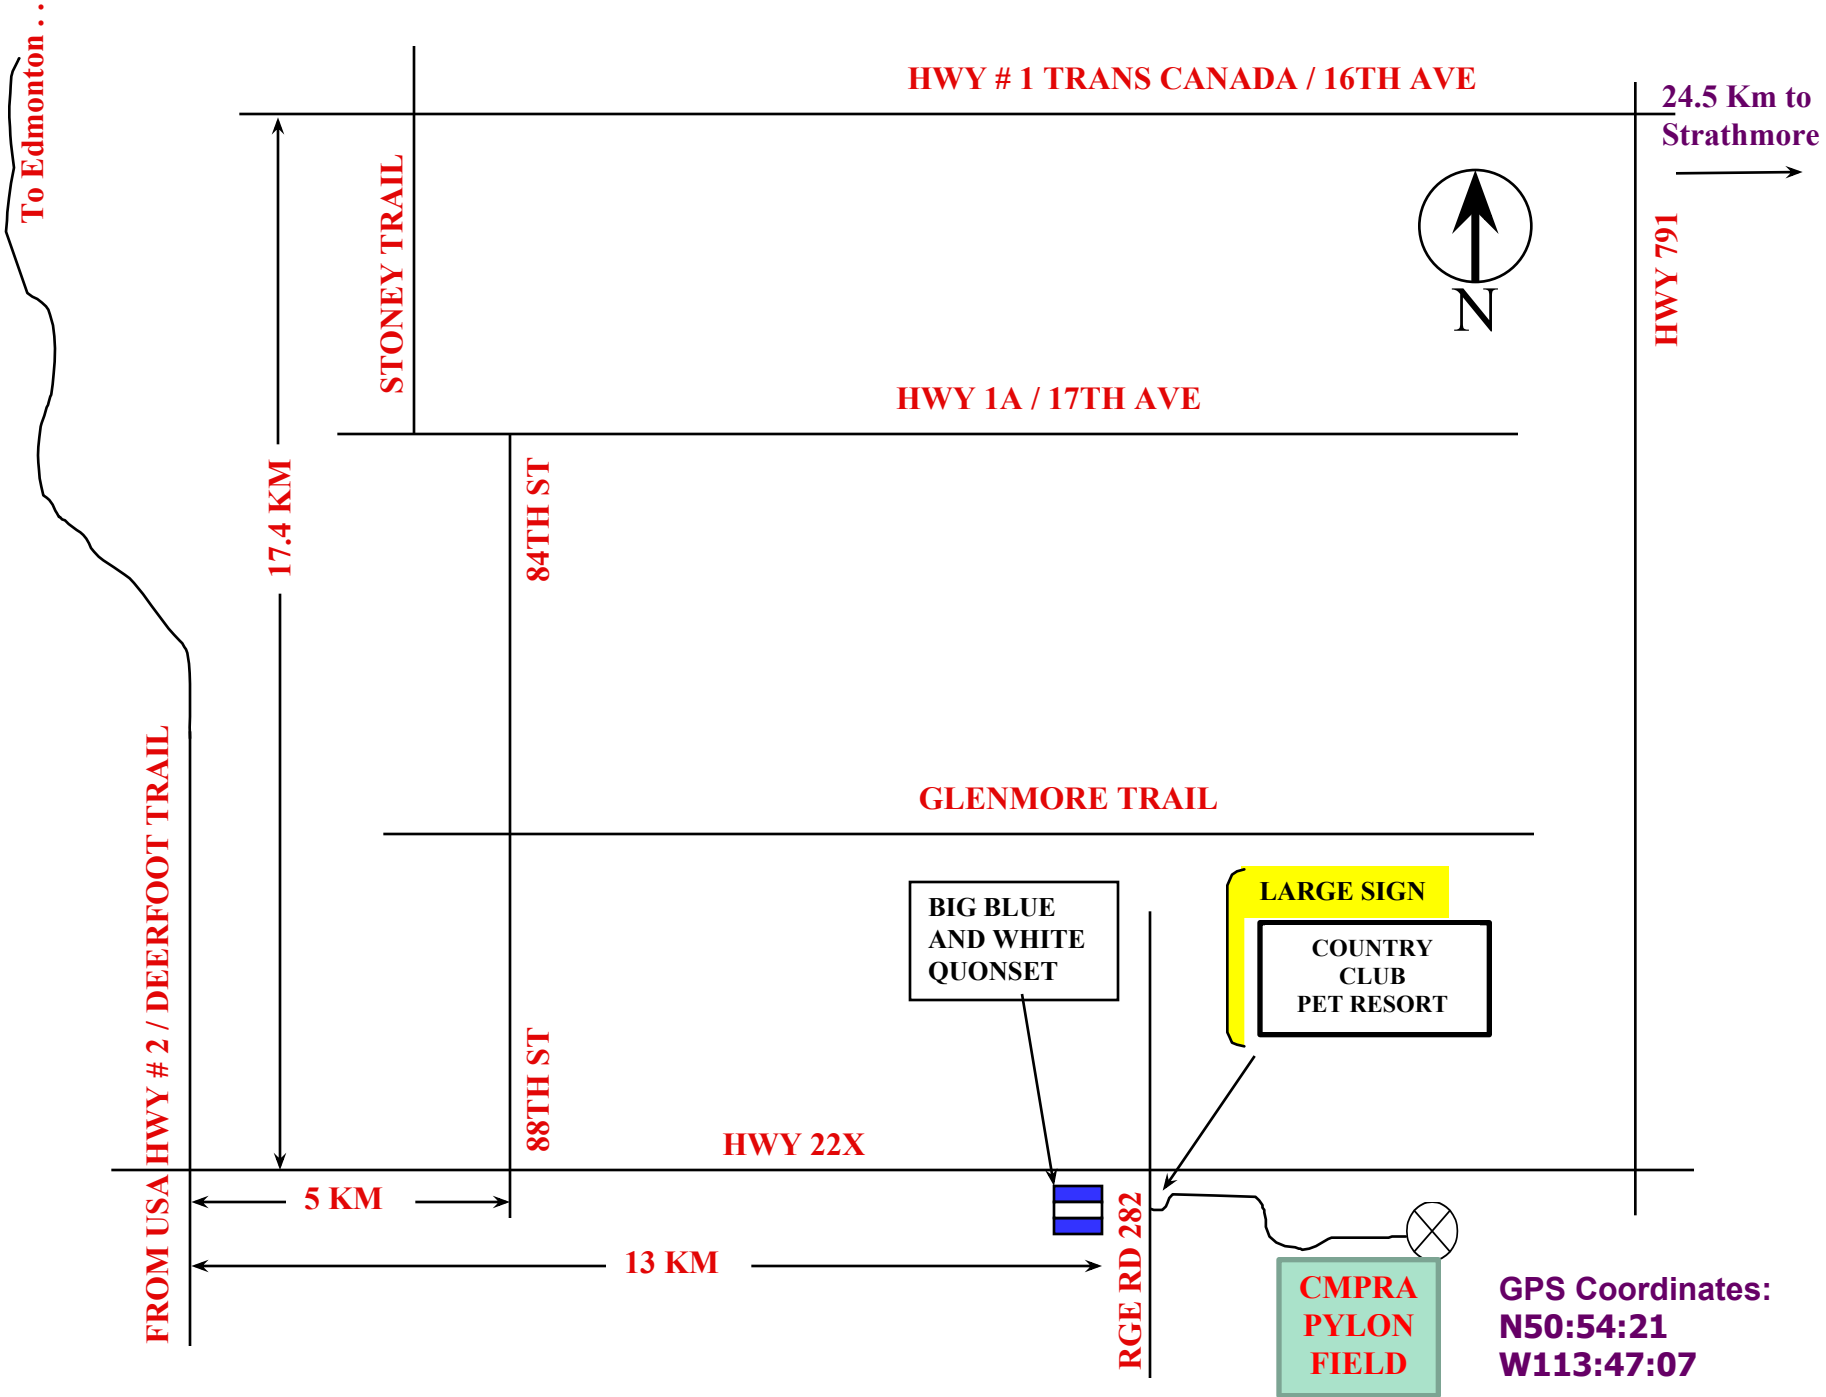 To Edmonton . .
HWY # 1 TRANS CANADA / 16TH AVE
24.5 Km to
Strathmore
STONEY TRAIL
N
HWY 791
HWY 1A / 17TH AVE
17.4 KM
84TH ST
GLENMORE TRAIL
FROM USA HWY # 2 / DEERFOOT TRAIL
BIG BLUE
AND WHITE
QUONSET
LARGE SIGN
COUNTRY
CLUB
PET RESORT
88TH ST
HWY 22X
5 KM
13 KM
RGE RD 282
CMPRA
PYLON
FIELD
GPS Coordinates:
N50:54:21
W113:47:07